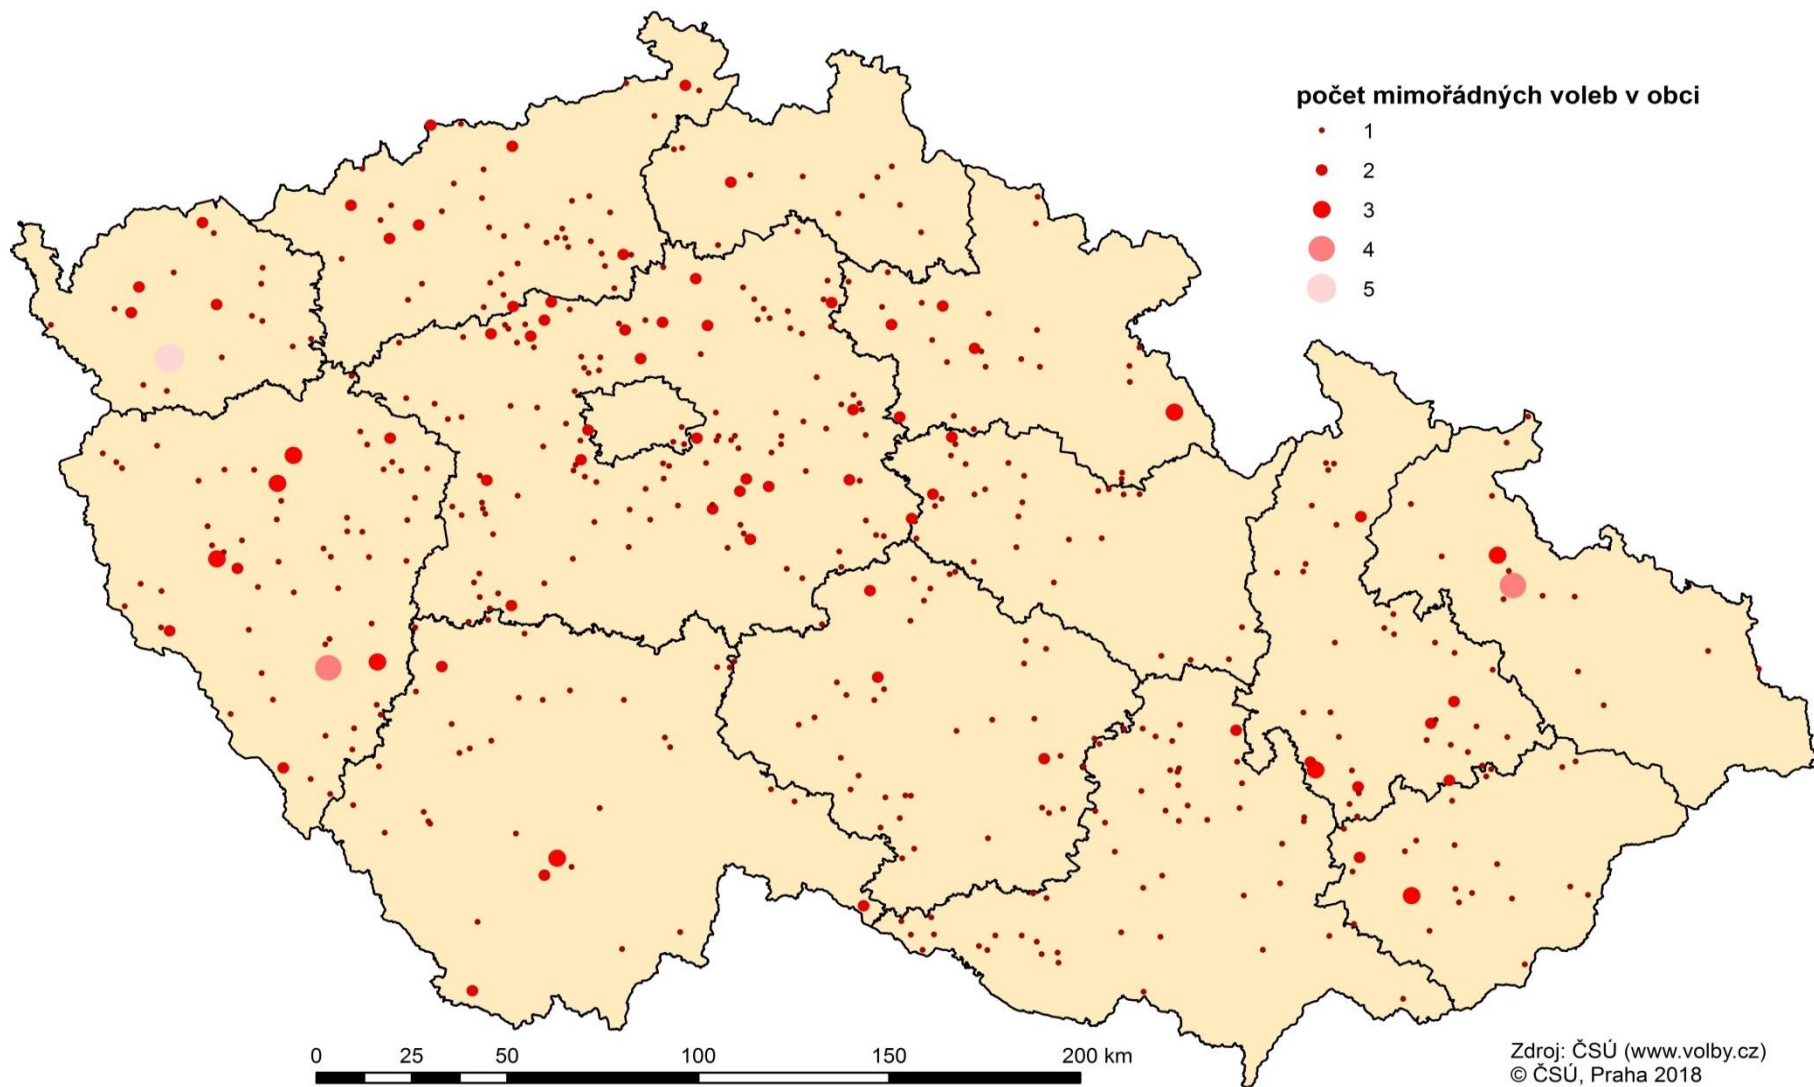 počet mimořádných voleb v obci
1
2
3
4
5
0 25 50 100 150 200 km
Zdroj: ČSÚ (www.volby.cz)
© ČSÚ, Praha 2018